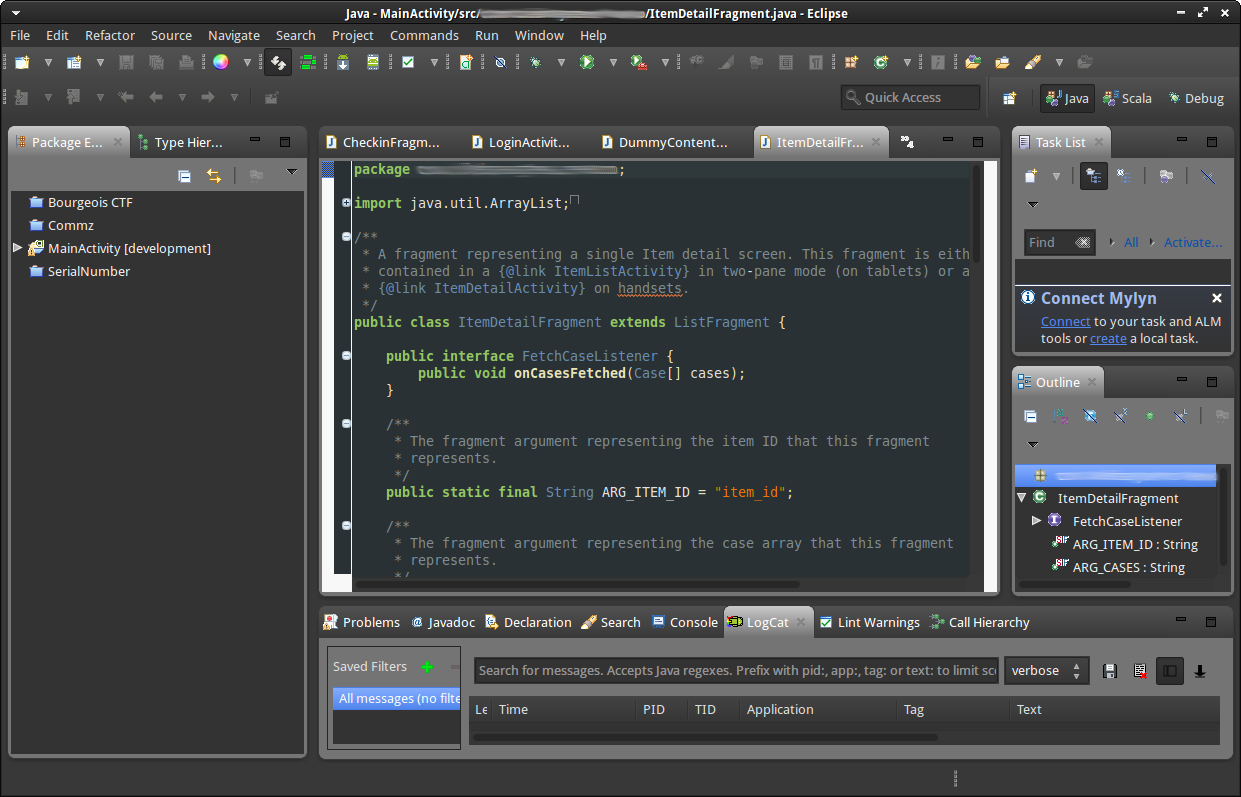 Java - MainActivity/src/ /ItemDetailFragment.java - Eclipse
File Edit Refactor Source Navigate Search Project Commands Run Window Help
Quick Access Java Scala Debug
Package E... Type Hier...
CheckinFragm... LoginActivit... DummyContent... ItemDetailFr...
Task List
Bourgeois CTF
Commz
MainActivity [development]
SerialNumber
package ;
import java.util.ArrayList;
/**
* A fragment representing a single Item detail screen. This fragment is eith
* contained in a {@link ItemListActivity} in two-pane mode (on tablets) or a
* {@link ItemDetailActivity} on handsets.
*/
public class ItemDetailFragment extends ListFragment {
public interface FetchCaseListener {
public void onCasesFetched(Case[] cases);
}
/**
* The fragment argument representing the item ID that this fragment
* represents.
*/
public static final String ARG_ITEM_ID = "item_id";
/**
* The fragment argument representing the case array that this fragment
* represents.
*/
Find All Activate...
Connect Mylyn
Connect to your task and ALM
tools or create a local task.
Outline
ItemDetailFragment
FetchCaseListener
ARG_ITEM_ID : String
ARG_CASES : String
Problems Javadoc Declaration Search Console LogCat Lint Warnings Call Hierarchy
Saved Filters
All messages (no filte
Search for messages. Accepts Java regexes. Prefix with pid:, app:, tag: or text: to limit sc
verbose
Le Time PID TID Application Tag Text